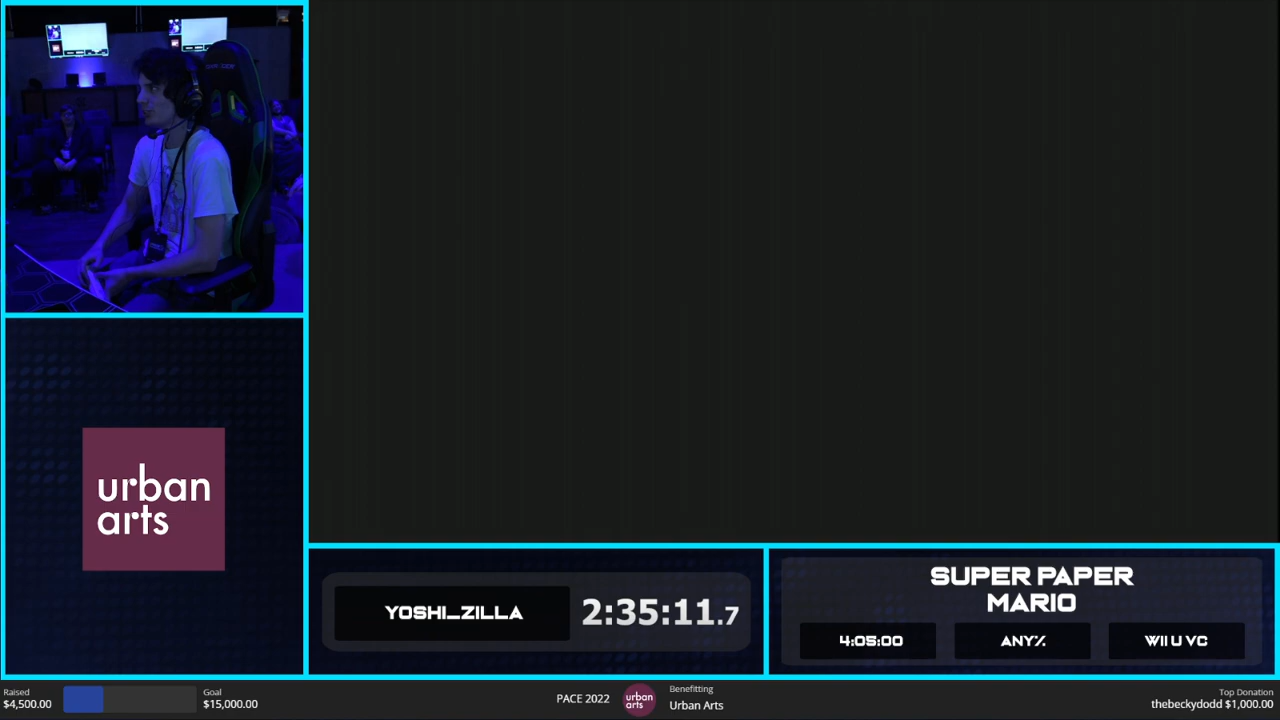 urban
arts
YOSHI_ZILLA
2:35:11.7
SUPER PAPER
MARIO
4:05:00
ANY%
WII U VC
Raised
$4,500.00
Goal
$15,000.00
PACE 2022
urban
arts
Benefitting
Urban Arts
Top Donation
thebeckydodd $1,000.00